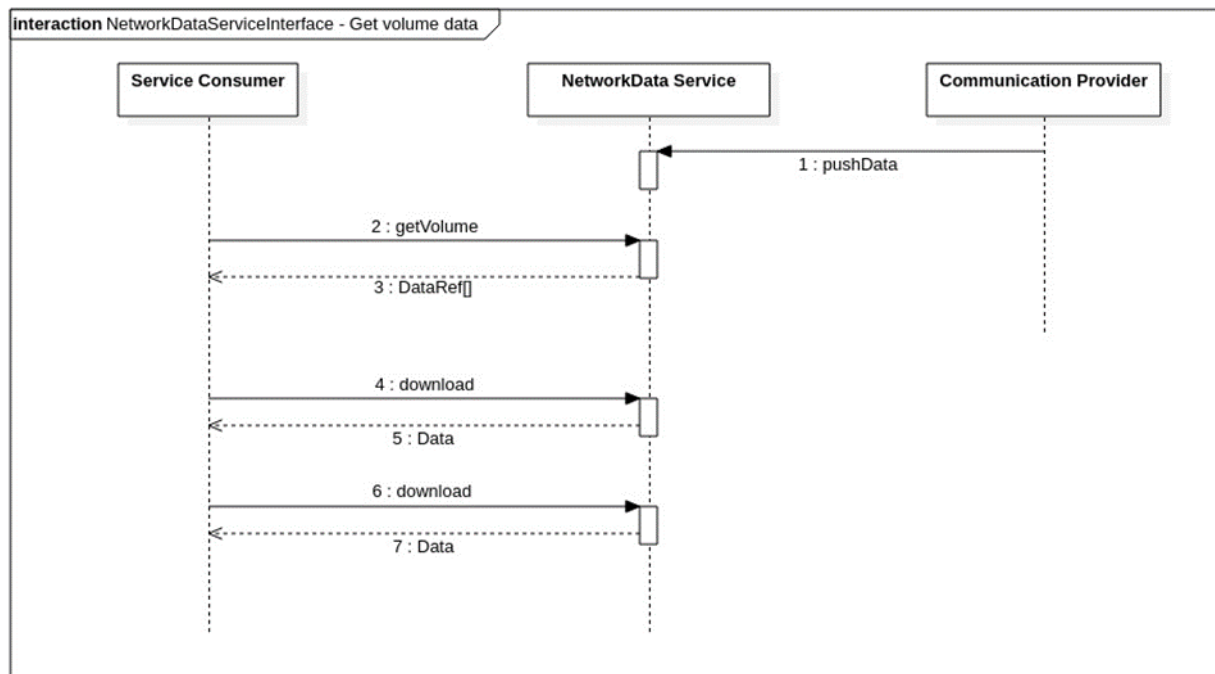 interaction NetworkDataServiceInterface - Get volume data
Service Consumer
NetworkData Service
Communication Provider
1 : pushData
2 : getVolume
3 : DataRef[]
4 : download
5 : Data
6 : download
7 : Data